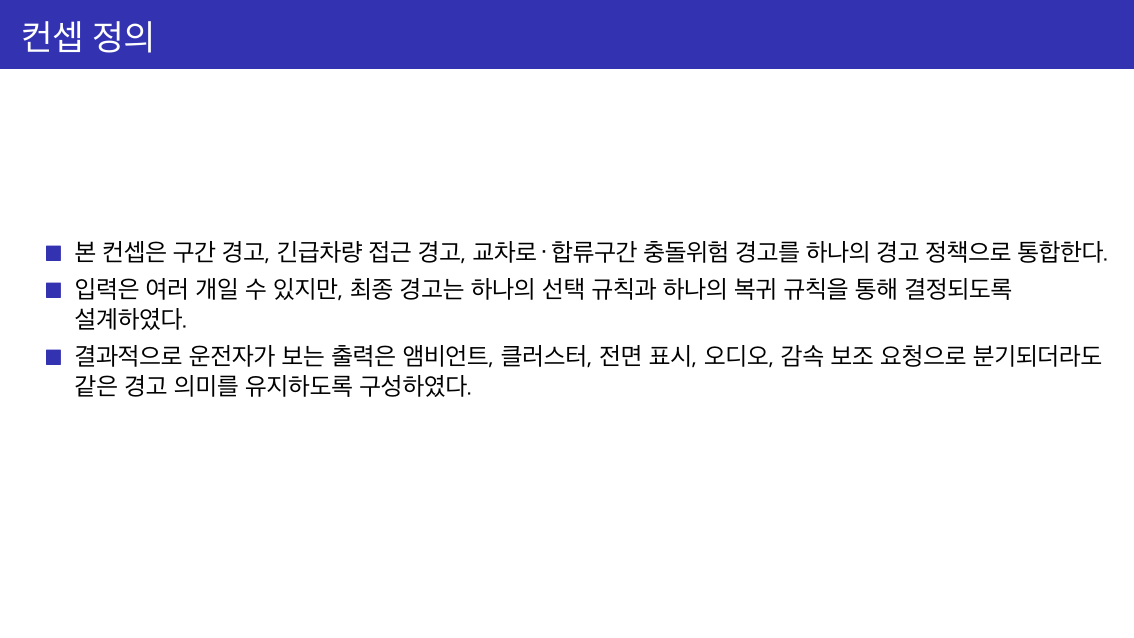 컨셉 정의
본 컨셉은 구간 경고, 긴급차량 접근 경고, 교차로·합류구간 충돌위험 경고를 하나의 경고 정책으로 통합한다.
입력은 여러 개일 수 있지만, 최종 경고는 하나의 선택 규칙과 하나의 복귀 규칙을 통해 결정되도록
설계하였다.
결과적으로 운전자가 보는 출력은 앰비언트, 클러스터, 전면 표시, 오디오, 감속 보조 요청으로 분기되더라도
같은 경고 의미를 유지하도록 구성하였다.